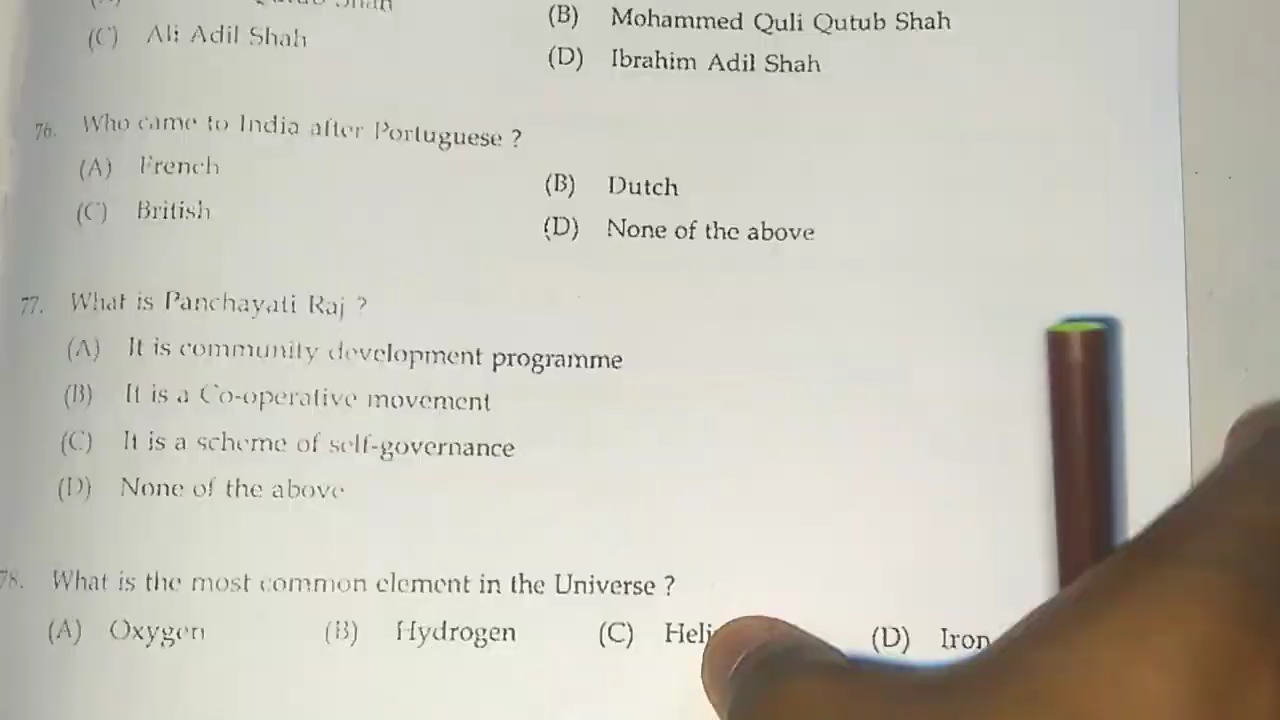 Shah
(B) Mohammed Quli Qutub Shah
(C) Ali Adil Shah
(D) Ibrahim Adil Shah
76. Who came to India after Portuguese ?
(A) French
(B) Dutch
(C) British
(D) None of the above
77. What is Panchayati Raj ?
(A) It is community development programme
(B) It is a Co-operative movement
(C) It is a scheme of self-governance
(D) None of the above
78. What is the most common element in the Universe ?
(A) Oxygen (B) Hydrogen (C) (D) Iron